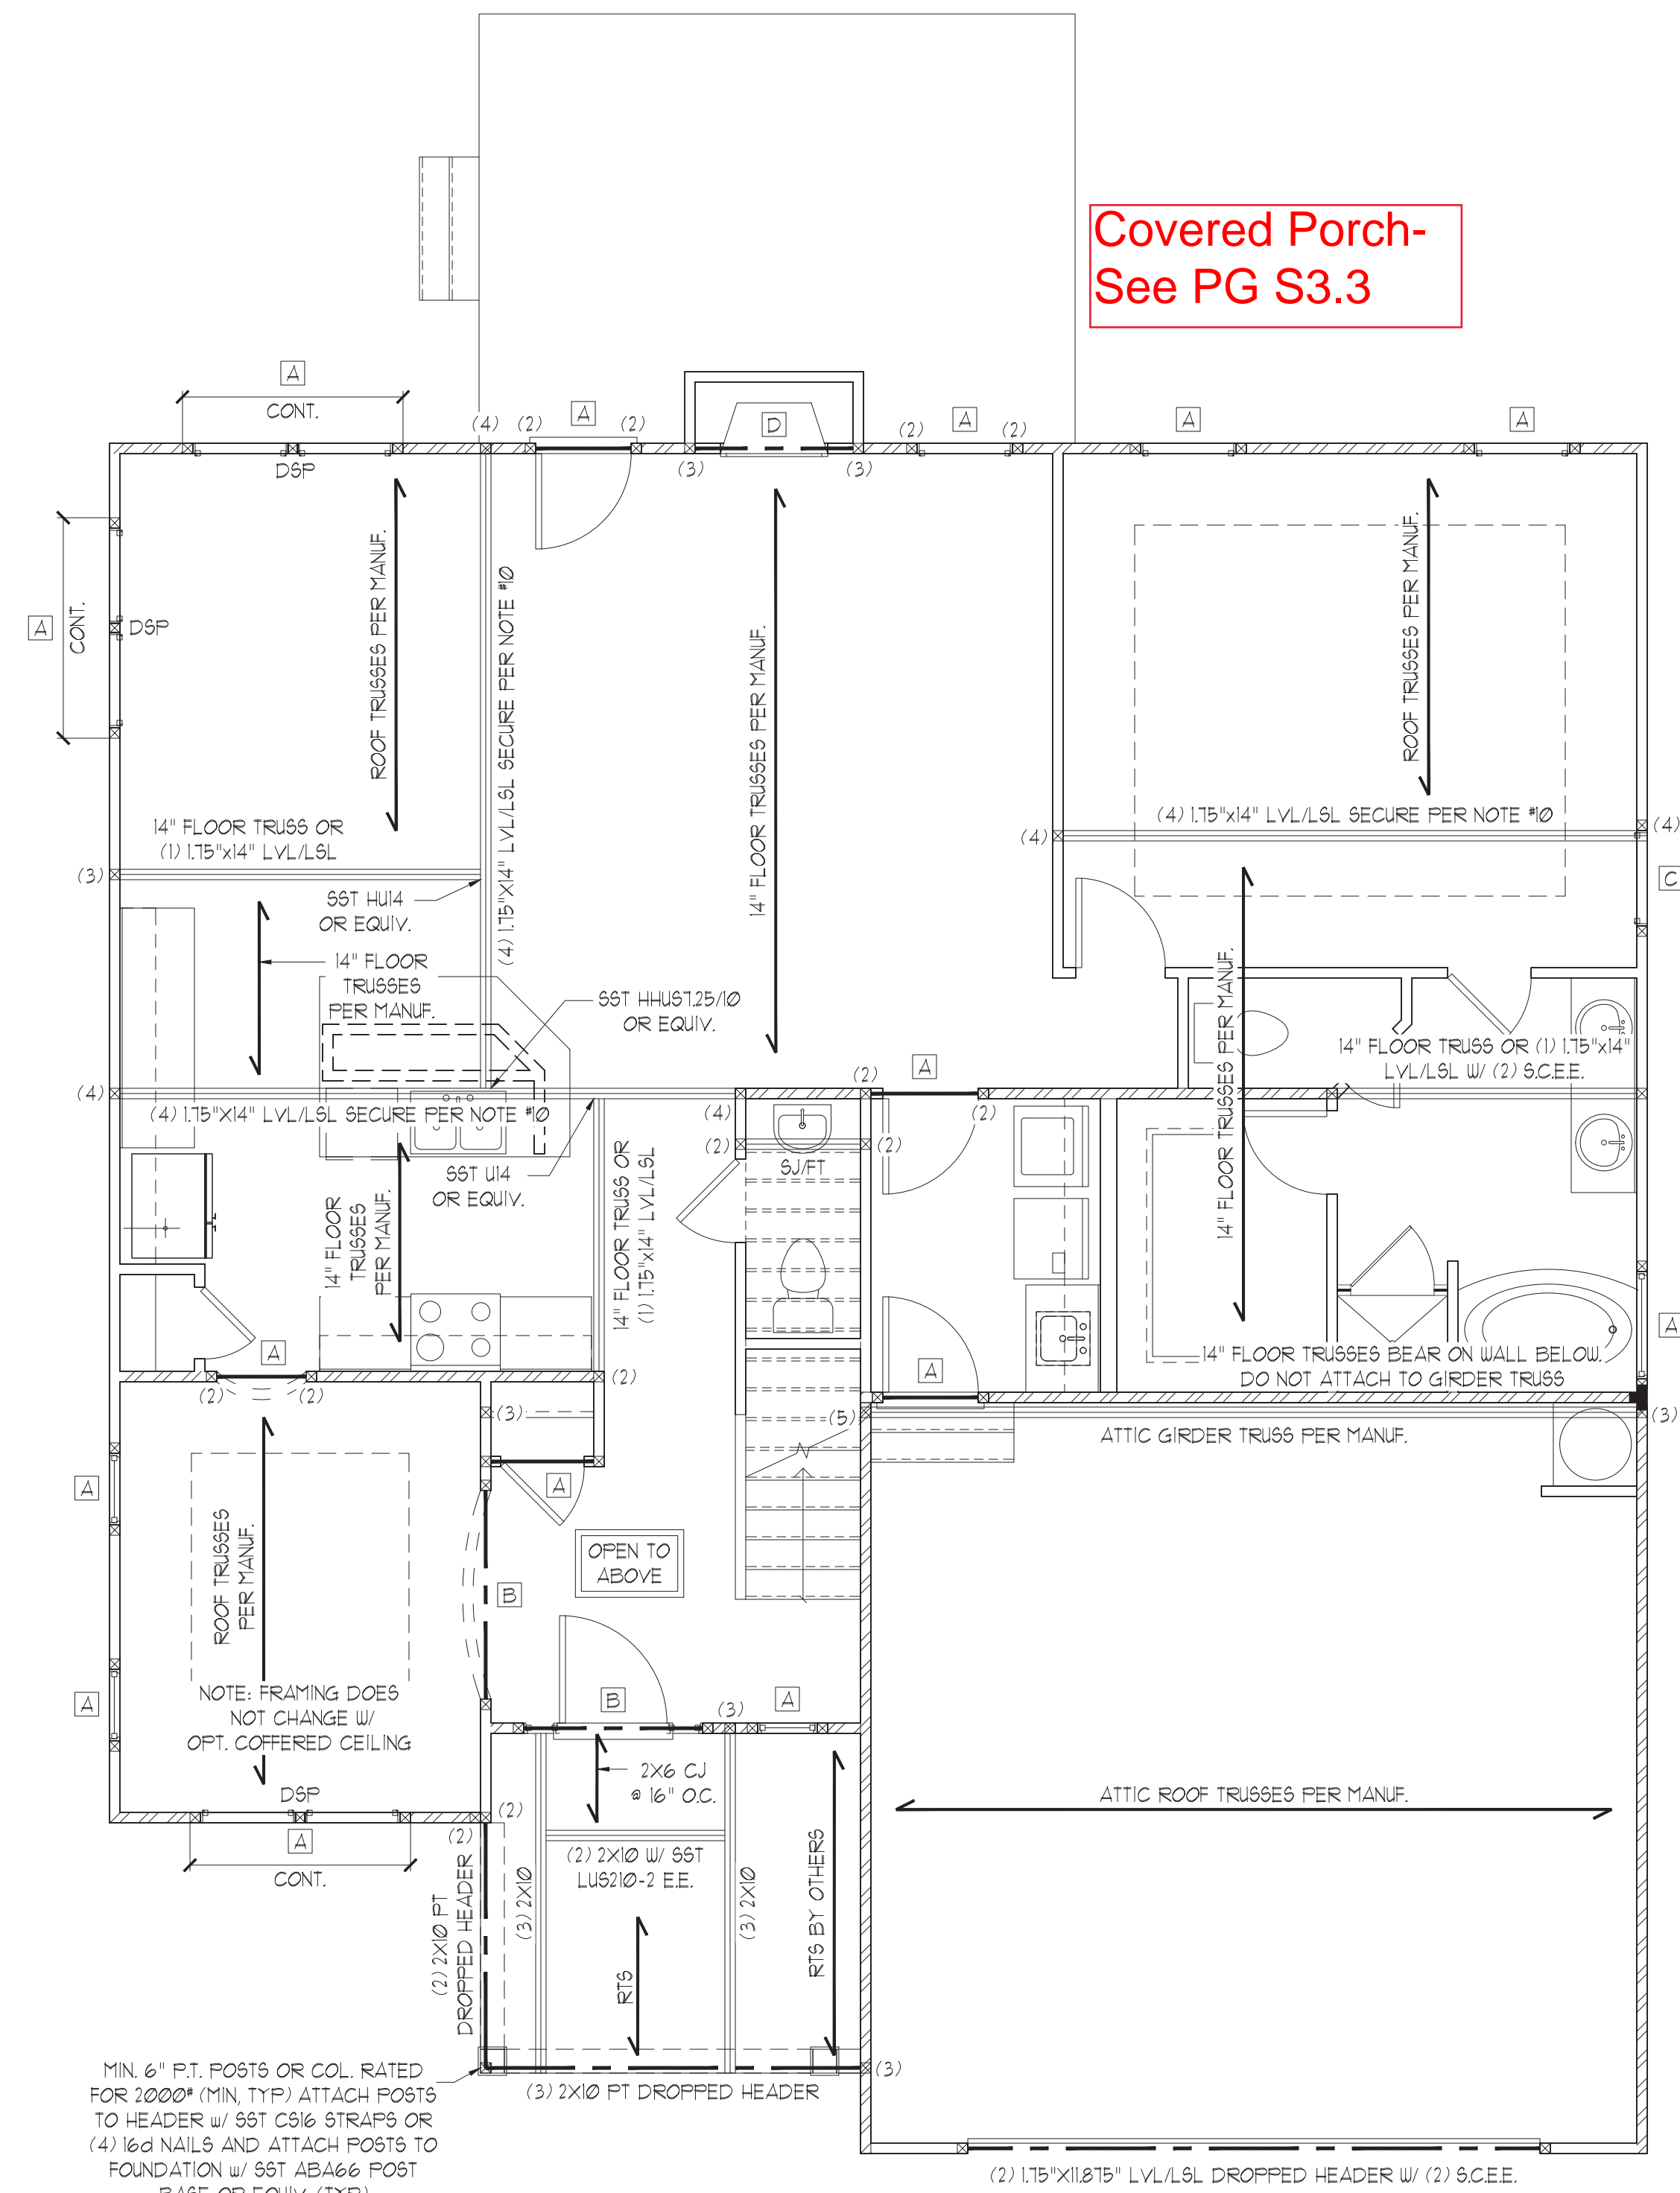 Covered Porch-
See PG S3.3
A
CONT.
(4)
(2)
A
(2)
D
(3)
(3)
(2)
A
(2)
A
A
DSP
A
CONT.
DSP
ROOF TRUSSES PER MANUF.
(4) 1.75"X14" LVL/LSL SECURE PER NOTE #10
14" FLOOR TRUSSES PER MANUF.
ROOF TRUSSES PER MANUF.
14" FLOOR TRUSS OR
(1) 1.75"x14" LVL/LSL
(3)
SST HU14
OR EQUIV.
(4) 1.75"x14" LVL/LSL SECURE PER NOTE #10
(4)
(4)
C
14" FLOOR
TRUSSES
PER MANUF.
SST HHUS7.25/10
OR EQUIV.
14" FLOOR TRUSSES PER MANUF.
14" FLOOR TRUSS OR (1) 1.75"x14"
LVL/LSL W/ (2) S.C.E.E.
(4)
(4) 1.75"X14" LVL/LSL SECURE PER NOTE #10
(4)
(2)
A
(2)
(2)
(2)
SJ/FT
SST U14
OR EQUIV.
14" FLOOR
TRUSSES
PER MANUF.
14" FLOOR TRUSS OR
(1) 1.75"x14" LVL/LSL
A
A
(2)
(2)
(2)
14" FLOOR TRUSSES BEAR ON WALL BELOW.
DO NOT ATTACH TO GIRDER TRUSS
A
(3)
(5)
(3)
ATTIC GIRDER TRUSS PER MANUF.
A
A
ROOF TRUSSES
PER MANUF.
OPEN TO
ABOVE
B
A
NOTE: FRAMING DOES
NOT CHANGE W/
OPT. COFFERED CEILING
B
(3)
A
DSP
(2)
(2)
A
CONT.
2X6 CJ
@ 16" O.C.
(2) 2X10 W/ SST
LUS210-2 E.E.
(2) 2X10 PT
DROPPED HEADER
(3) 2X10
(3) 2X10
RTS
RTS BY OTHERS
ATTIC ROOF TRUSSES PER MANUF.
(3)
(3) 2X10 PT DROPPED HEADER
MIN. 6" P.T. POSTS OR COL. RATED
FOR 2000# (MIN, TYP) ATTACH POSTS
TO HEADER w/ SST CS16 STRAPS OR
(4) 16d NAILS AND ATTACH POSTS TO
FOUNDATION w/ SST ABA66 POST
BASE OR EQUIV. (TYP)
(2) 1.75"X11.875" LVL/LSL DROPPED HEADER W/ (2) S.C.E.E.